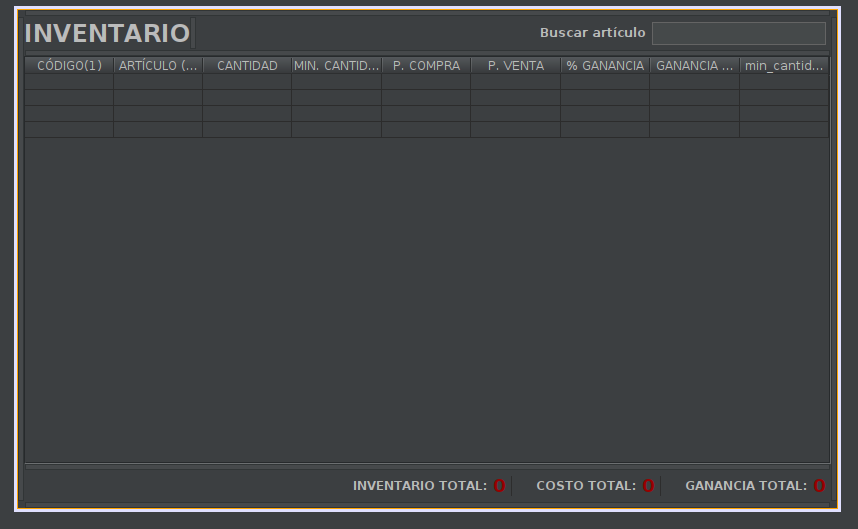 INVENTARIO Buscar artículo
CÓDIGO(1) ARTÍCULO (... CANTIDAD MIN. CANTID... P. COMPRA P. VENTA % GANANCIA GANANCIA ... min_cantid...
INVENTARIO TOTAL: 0 COSTO TOTAL: 0 GANANCIA TOTAL: 0